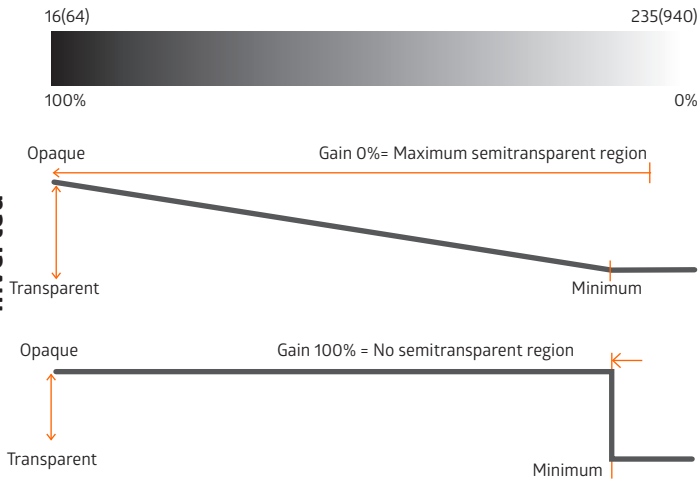 16(64) 235(940)
100% 0%
Opaque Gain 0%= Maximum semitransparent region
Transparent Minimum
Opaque Gain 100% = No semitransparent region
Transparent Minimum